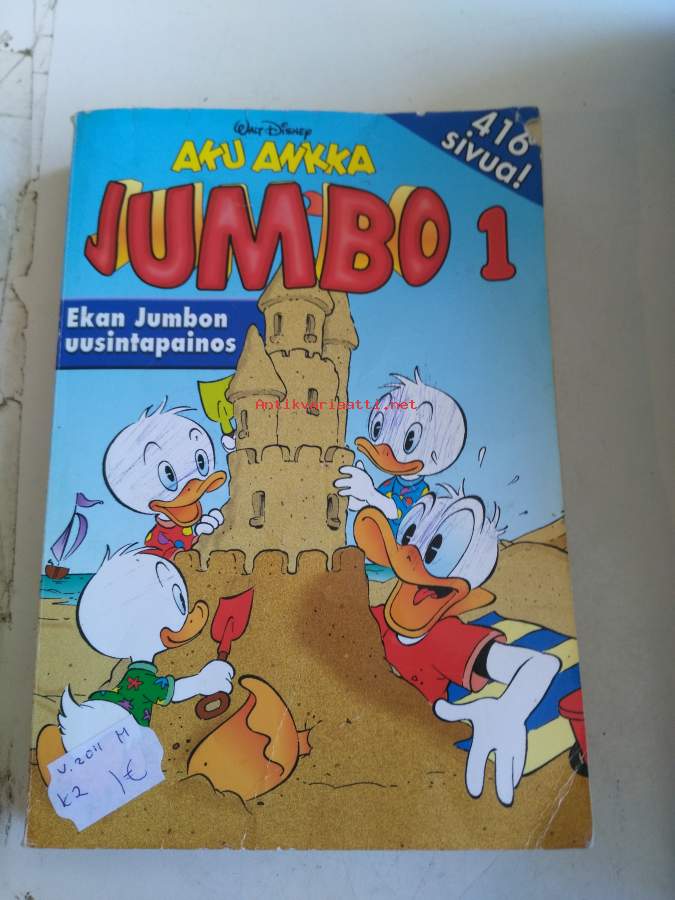 Walt Disney
AKU ANKKA
JUMBO 1
416
sivua!
Ekan Jumbon
uusintapainos
Antikvariaatti.net
v. 2011 M
K2 1€